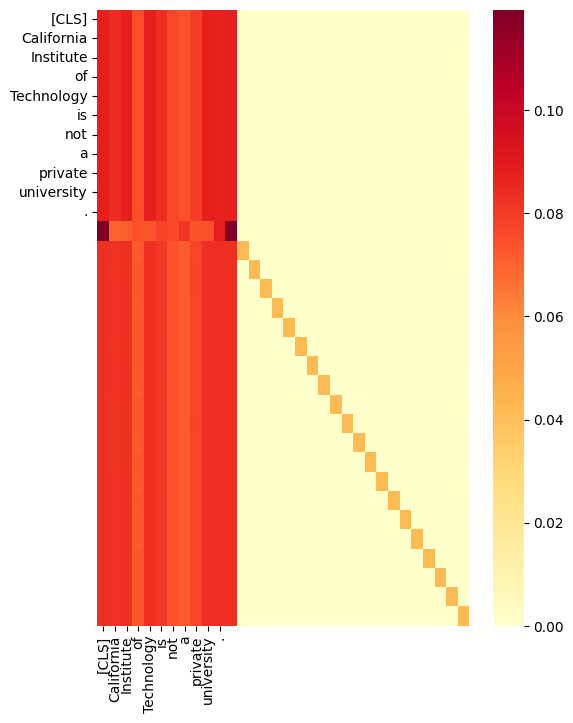 [CLS]
California
Institute
of
Technology
is
not
a
private
university
.
0.10
0.08
0.06
0.04
0.02
0.00
[CLS]
California
Institute
of
Technology
is
not
a
private
university
.